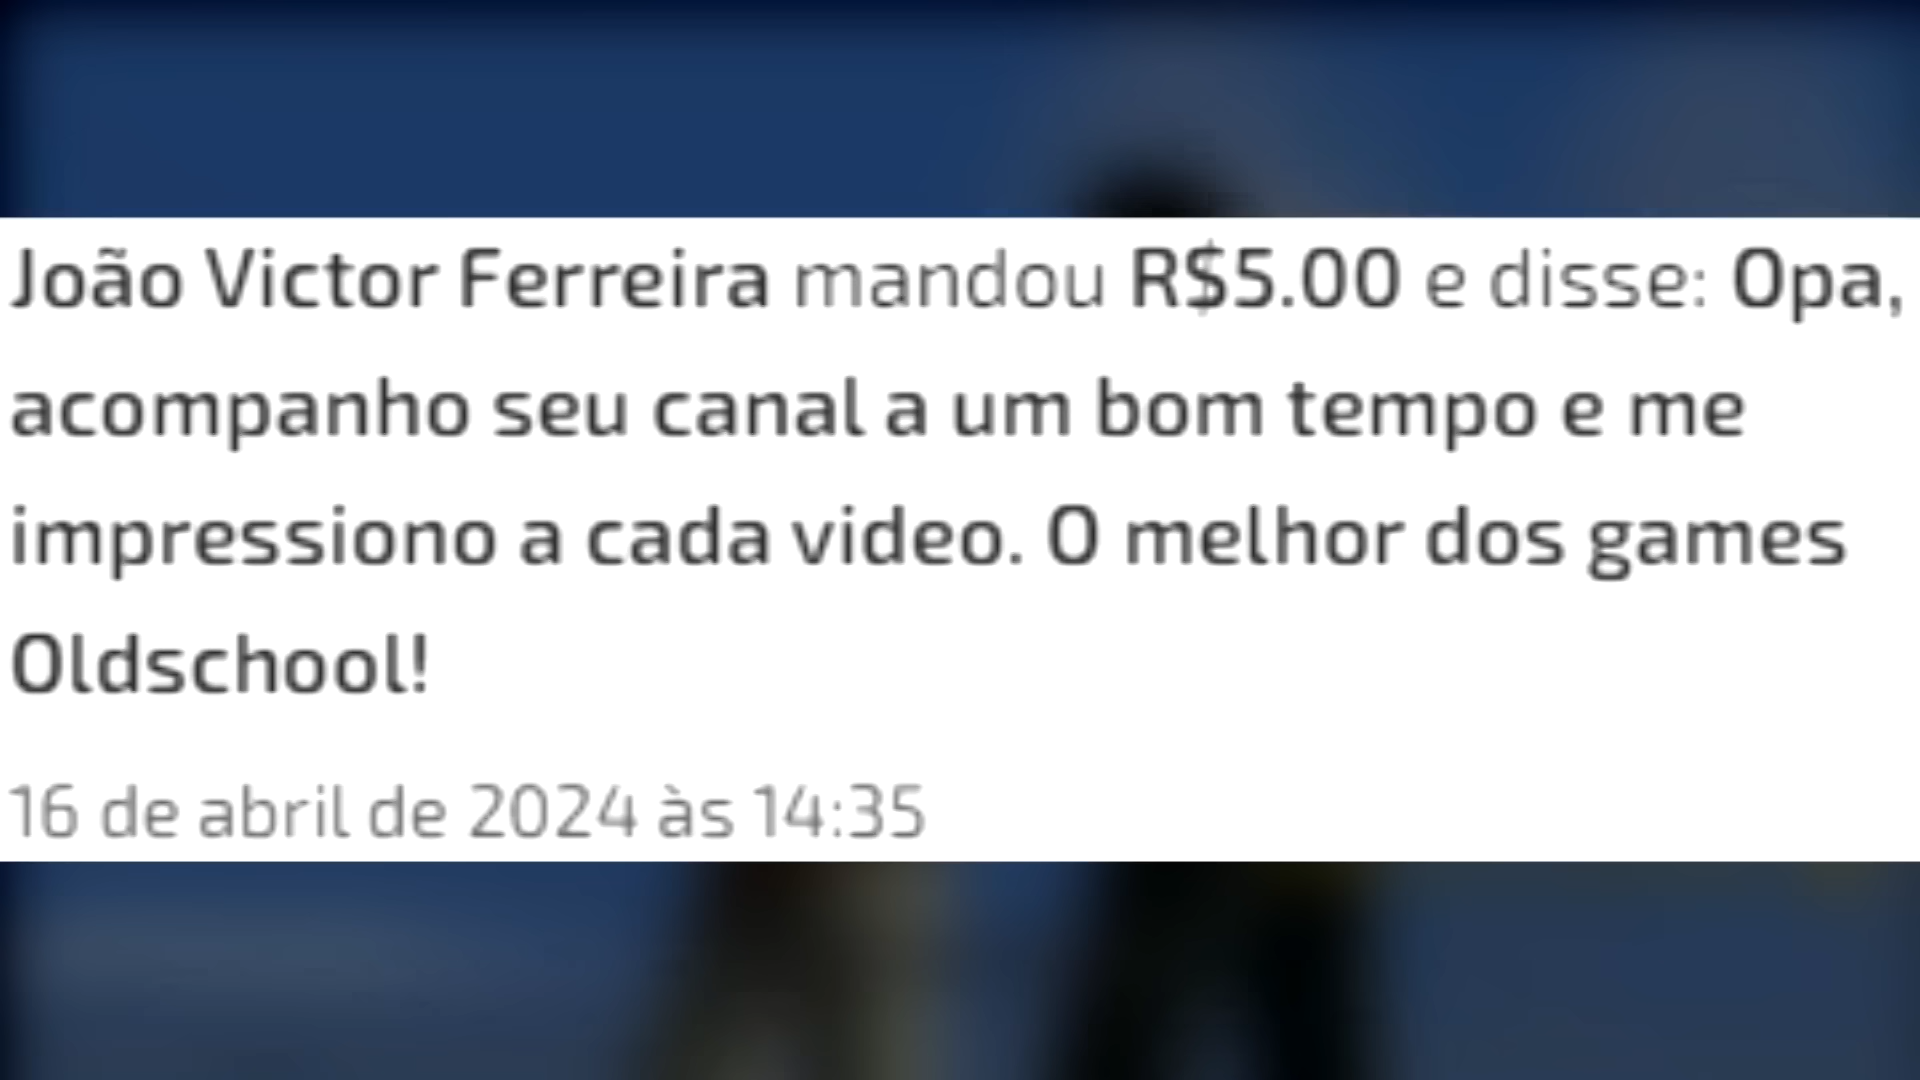 João Victor Ferreira mandou R$5.00 e disse: Opa,
acompanho seu canal a um bom tempo e me
impressiono a cada video. O melhor dos games
Oldschool!
16 de abril de 2024 às 14:35